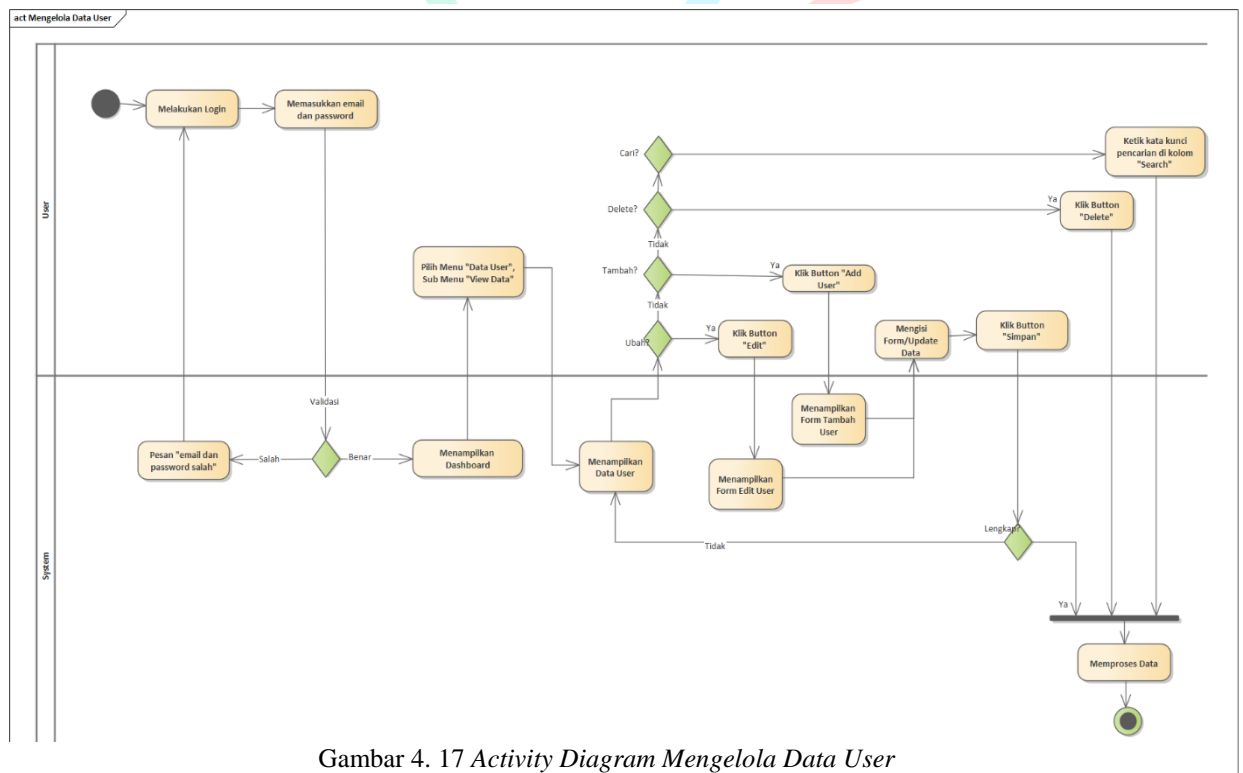 act Mengelola Data User
User
Melakukan Login
Memasukkan email
dan password
Cari?
Ketik kata kunci
pencarian di kolom
"Search"
Delete?
Ya
Klik Button
"Delete"
Tidak
Pilih Menu "Data User",
Sub Menu "View Data"
Tambah?
Ya
Klik Button "Add
User"
Tidak
Ubah?
Ya
Klik Button
"Edit"
Mengisi
Form/Update
Data
Klik Button
"Simpan"
System
Validasi
Pesan "email dan
password salah"
Salah
Benar
Menampilkan
Dashboard
Menampilkan
Data User
Menampilkan
Form Tambah
User
Menampilkan
Form Edit User
Lengkap?
Tidak
Ya
Memproses Data
Gambar 4. 17 Activity Diagram Mengelola Data User